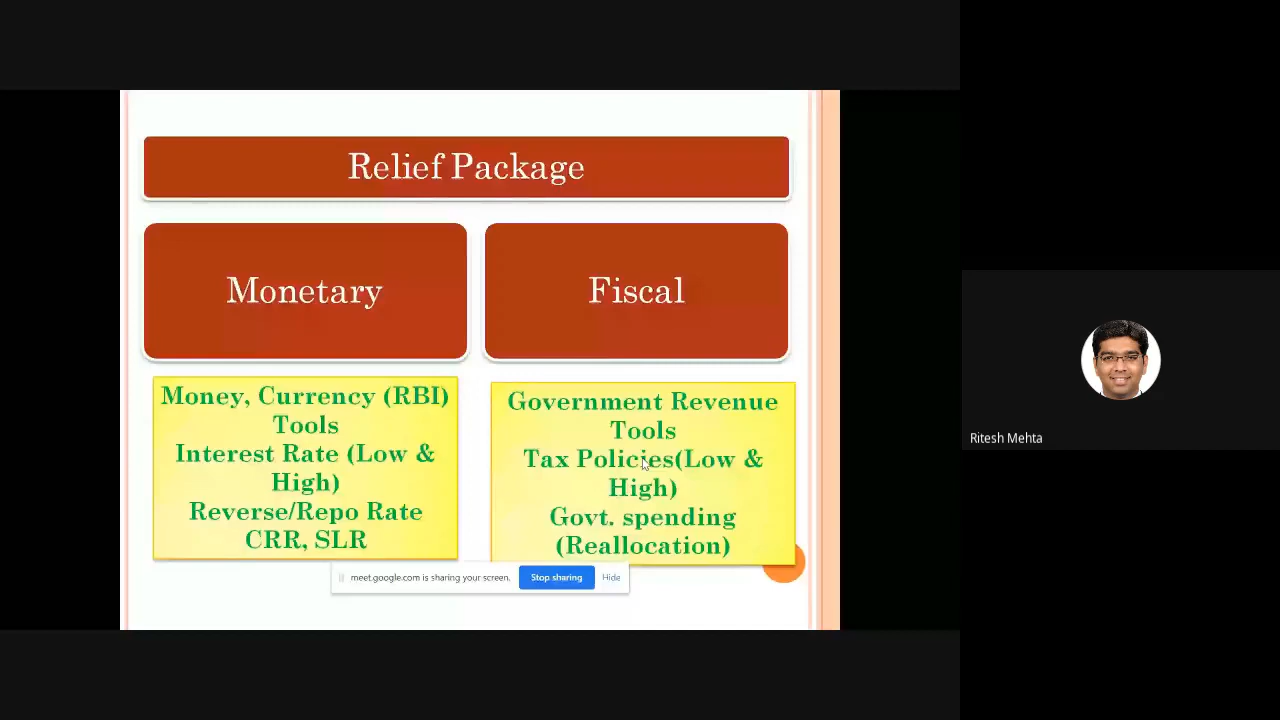 Relief Package
Monetary
Fiscal
Money, Currency (RBI)
Tools
Interest Rate (Low &
High)
Reverse/Repo Rate
CRR, SLR
Government Revenue
Tools
Tax Policies(Low &
High)
Govt. spending
(Reallocation)
meet.google.com is sharing your screen.
Stop sharing
Hide
Ritesh Mehta